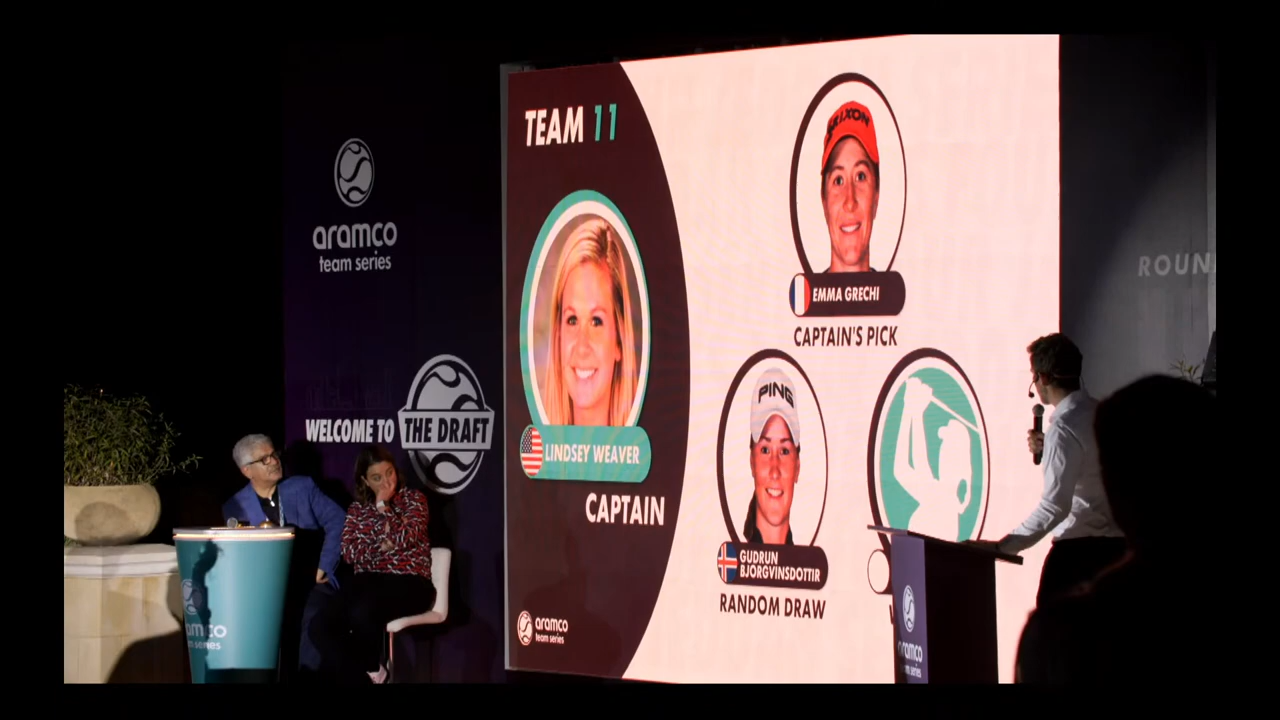 aramco
team series
WELCOME TO THE DRAFT
TEAM 11
LINDSEY WEAVER
CAPTAIN
aramco
team series
SRIXON
EMMA GRECHI
CAPTAIN'S PICK
PING
GUDRUN
BJORGVINSDOTTIR
RANDOM DRAW
ROUN
aramco
team series
aramco
team series